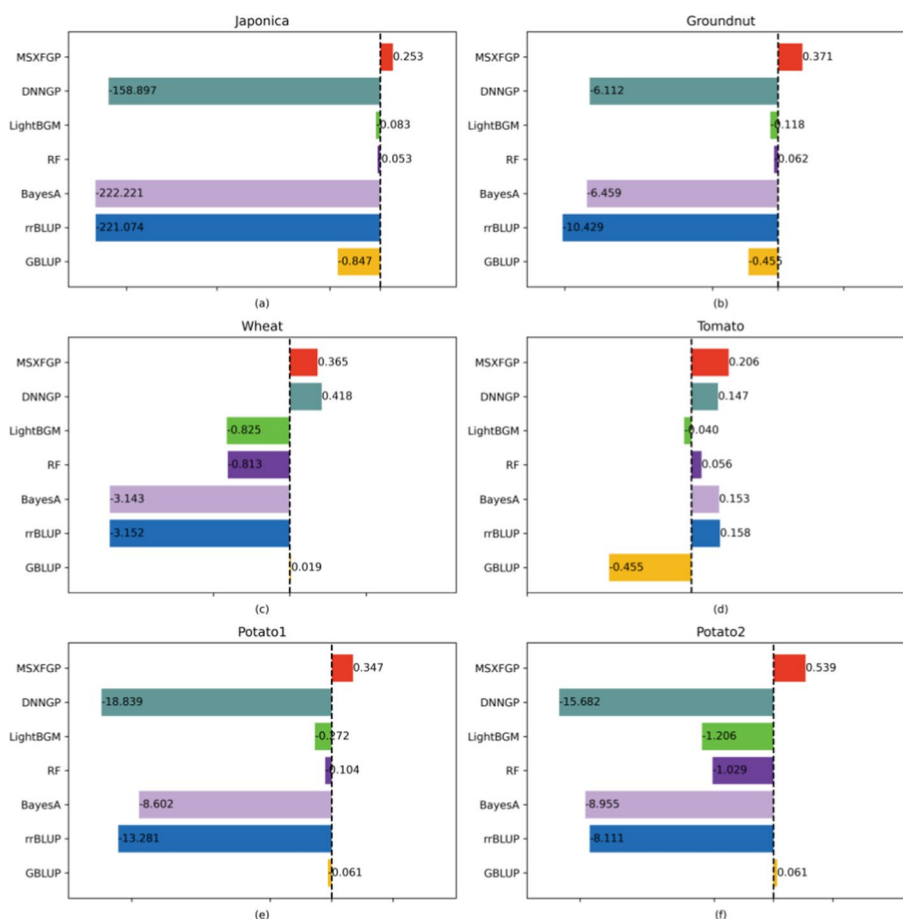 Japonica
MSXFGP 0.253
DNNGP -158.897
LightBGM -0.083
RF 0.053
BayesA -222.221
rrBLUP -221.074
GBLUP -0.847
(a)
Groundnut
MSXFGP 0.371
DNNGP -6.112
LightBGM -0.118
RF 0.062
BayesA -6.459
rrBLUP -10.429
GBLUP -0.455
(b)
Wheat
MSXFGP 0.365
DNNGP 0.418
LightBGM -0.825
RF -0.813
BayesA -3.143
rrBLUP -3.152
GBLUP 0.019
(c)
Tomato
MSXFGP 0.206
DNNGP 0.147
LightBGM -0.040
RF 0.056
BayesA 0.153
rrBLUP 0.158
GBLUP -0.455
(d)
Potato1
MSXFGP 0.347
DNNGP -18.839
LightBGM -0.272
RF -0.104
BayesA -8.602
rrBLUP -13.281
GBLUP 0.061
(e)
Potato2
MSXFGP 0.539
DNNGP -15.682
LightBGM -1.206
RF -1.029
BayesA -8.955
rrBLUP -8.111
GBLUP 0.061
(f)